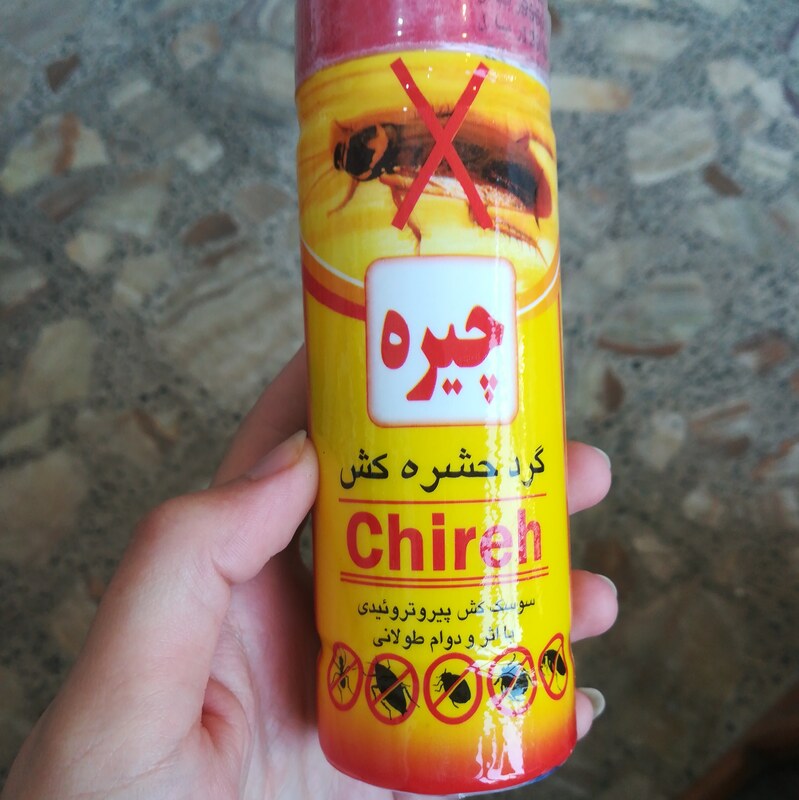 چیره
گرد حشره کش
Chireh
سوسک کش پیروتروئیدی
با اثر و دوام طولانی